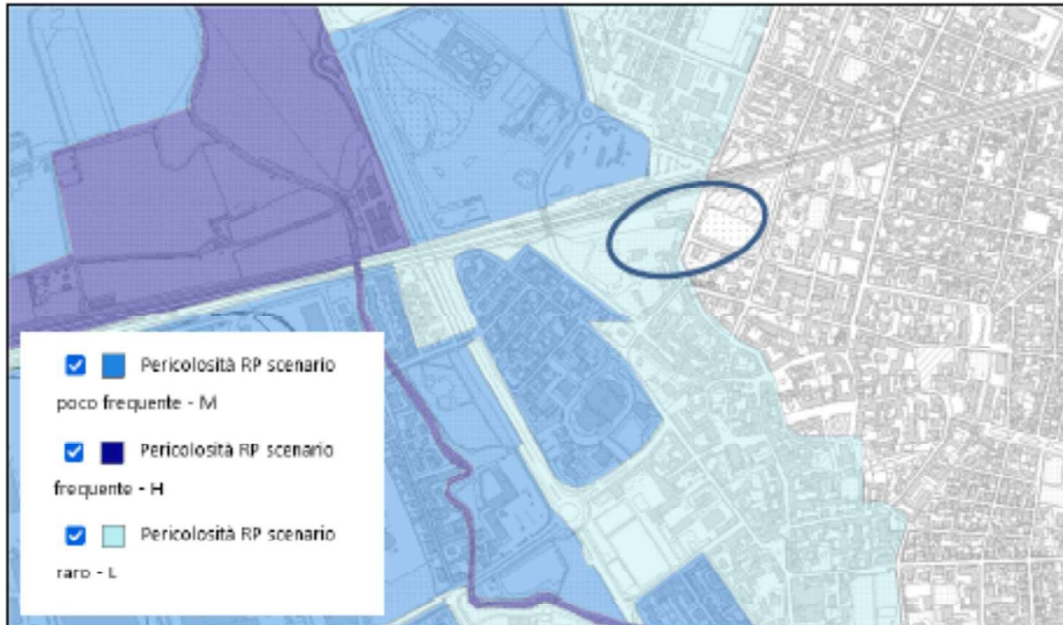 Pericolosità RP scenario
poco frequente - M
Pericolosità RP scenario
frequente - H
Pericolosità RP scenario
raro - L